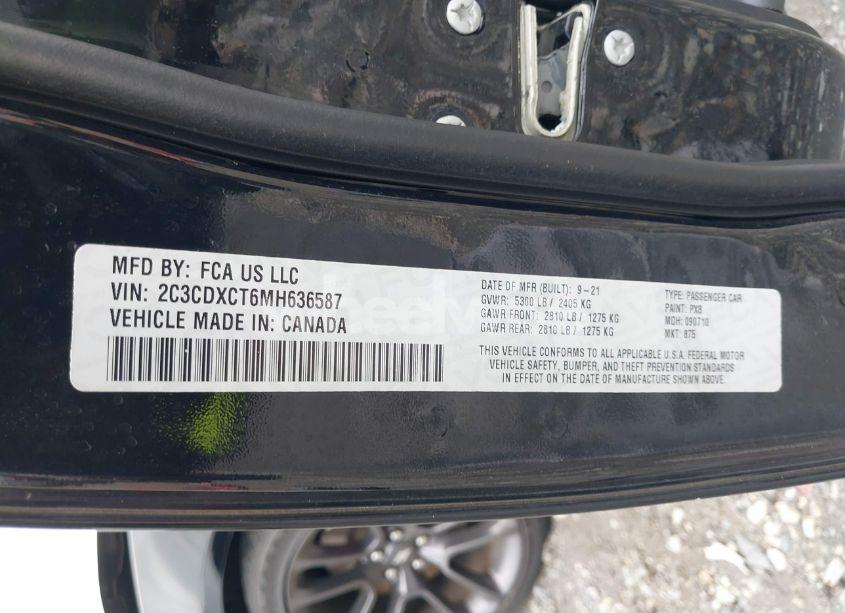 MFD BY: FCA US LLC
VIN: 2C3CDXCT6MH636587
VEHICLE MADE IN: CANADA
DATE OF MFR (BUILT): 9-21
GVWR: 5300 LB / 2405 KG
GAWR FRONT: 2810 LB / 1275 KG
GAWR REAR: 2810 LB / 1275 KG
TYPE: PASSENGER CAR
PAINT: PX8
MDH: 090710
MKT: 875
THIS VEHICLE CONFORMS TO ALL APPLICABLE U.S.A. FEDERAL MOTOR
VEHICLE SAFETY, BUMPER, AND THEFT PREVENTION STANDARDS
IN EFFECT ON THE DATE OF MANUFACTURE SHOWN ABOVE.